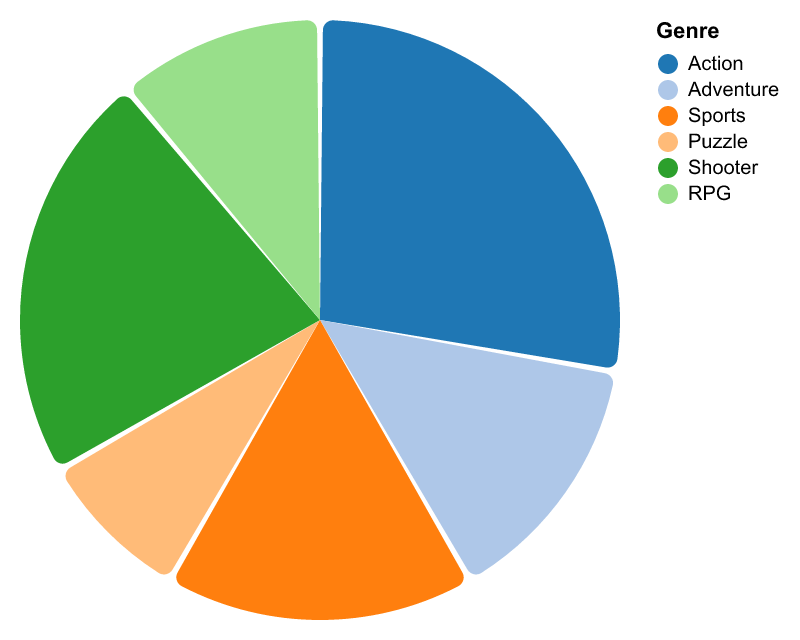 Genre
Action
Adventure
Sports
Puzzle
Shooter
RPG